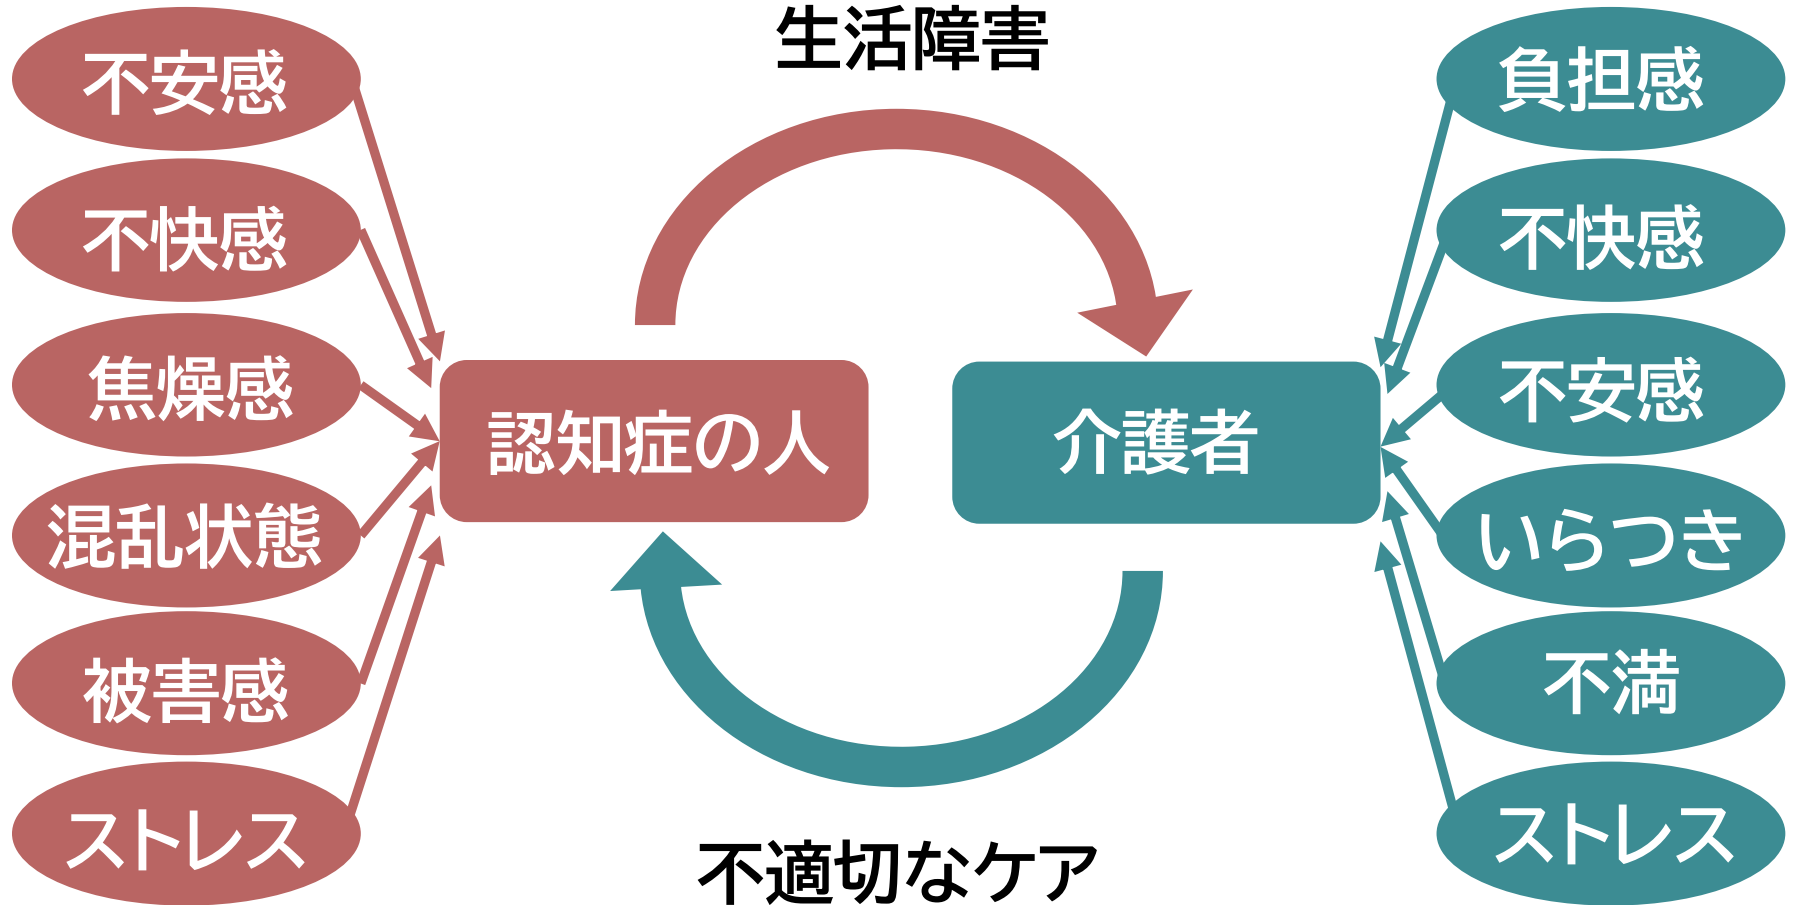 生活障害
不安感
不快感
焦燥感
混乱状態
被害感
ストレス
認知症の人
介護者
負担感
不快感
不安感
いらつき
不満
ストレス
不適切なケア